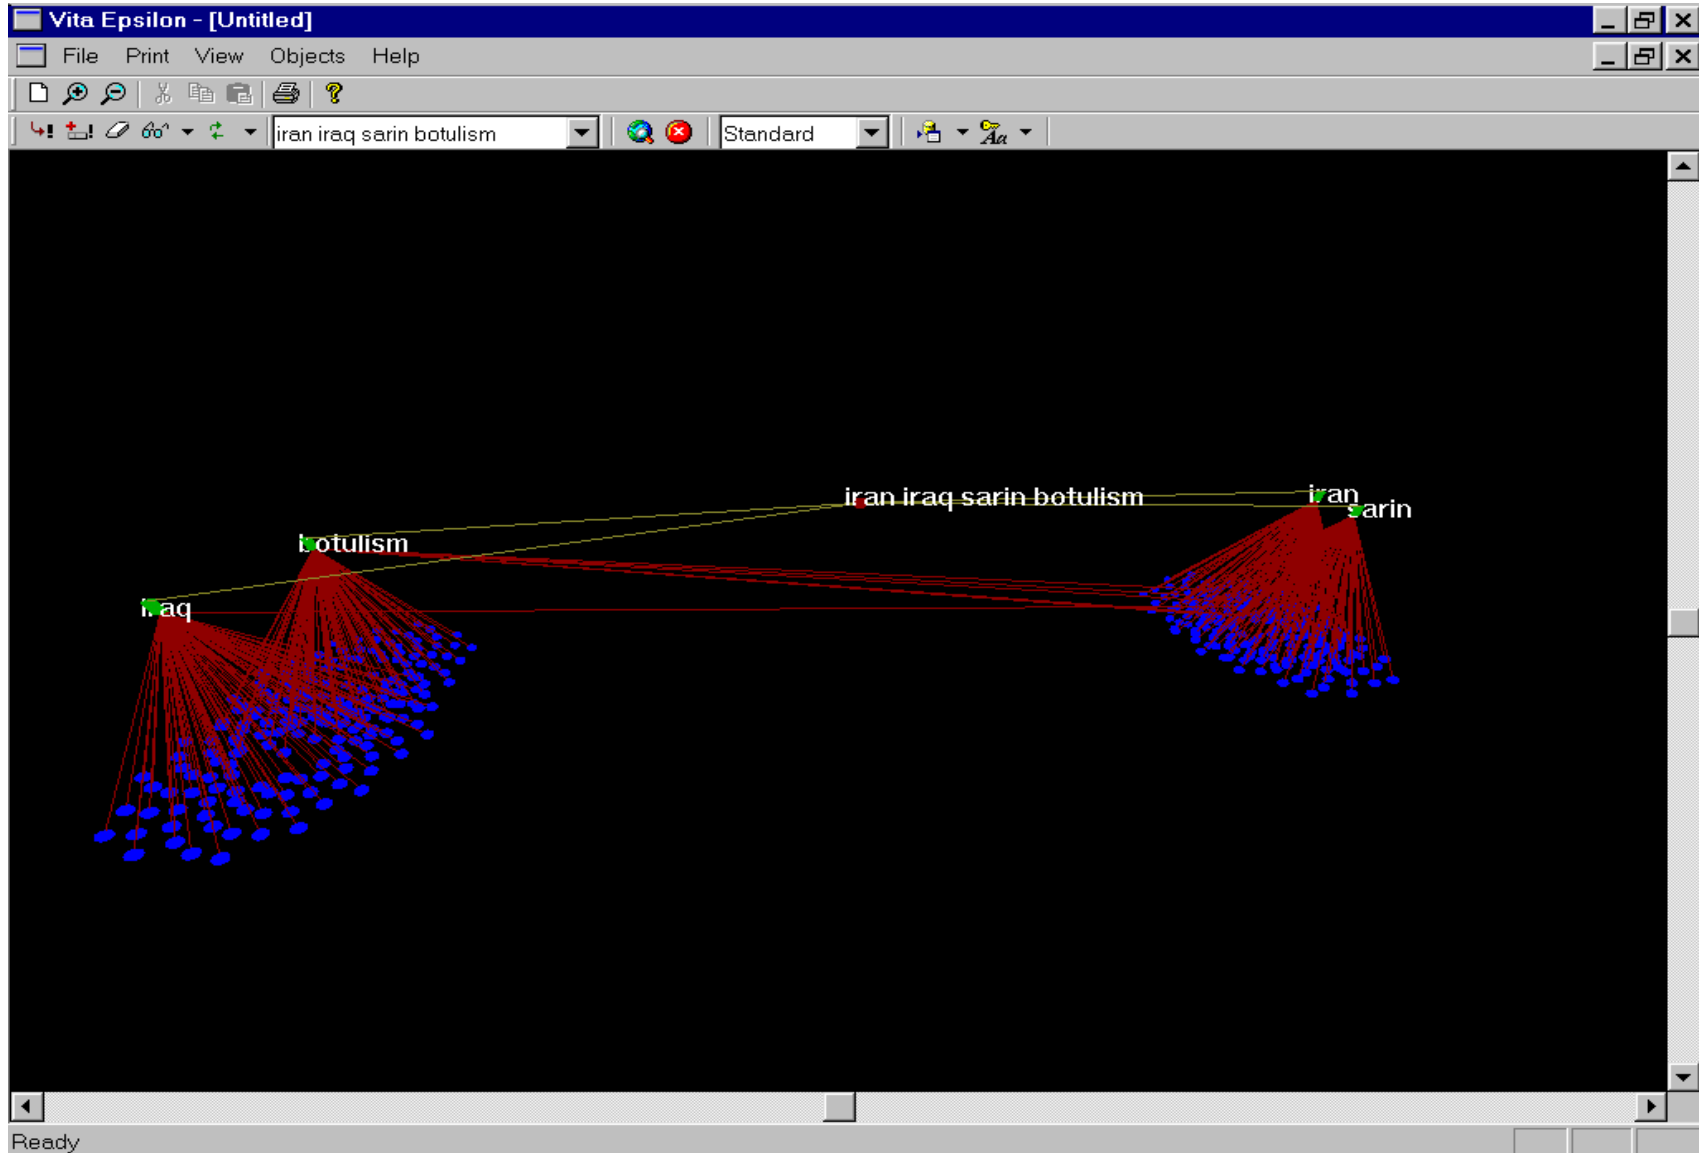 Vita Epsilon - [Untitled]
File Print View Objects Help
iran iraq sarin botulism Standard Aa
iran iraq sarin botulism
iran
sarin
botulism
iraq
Ready